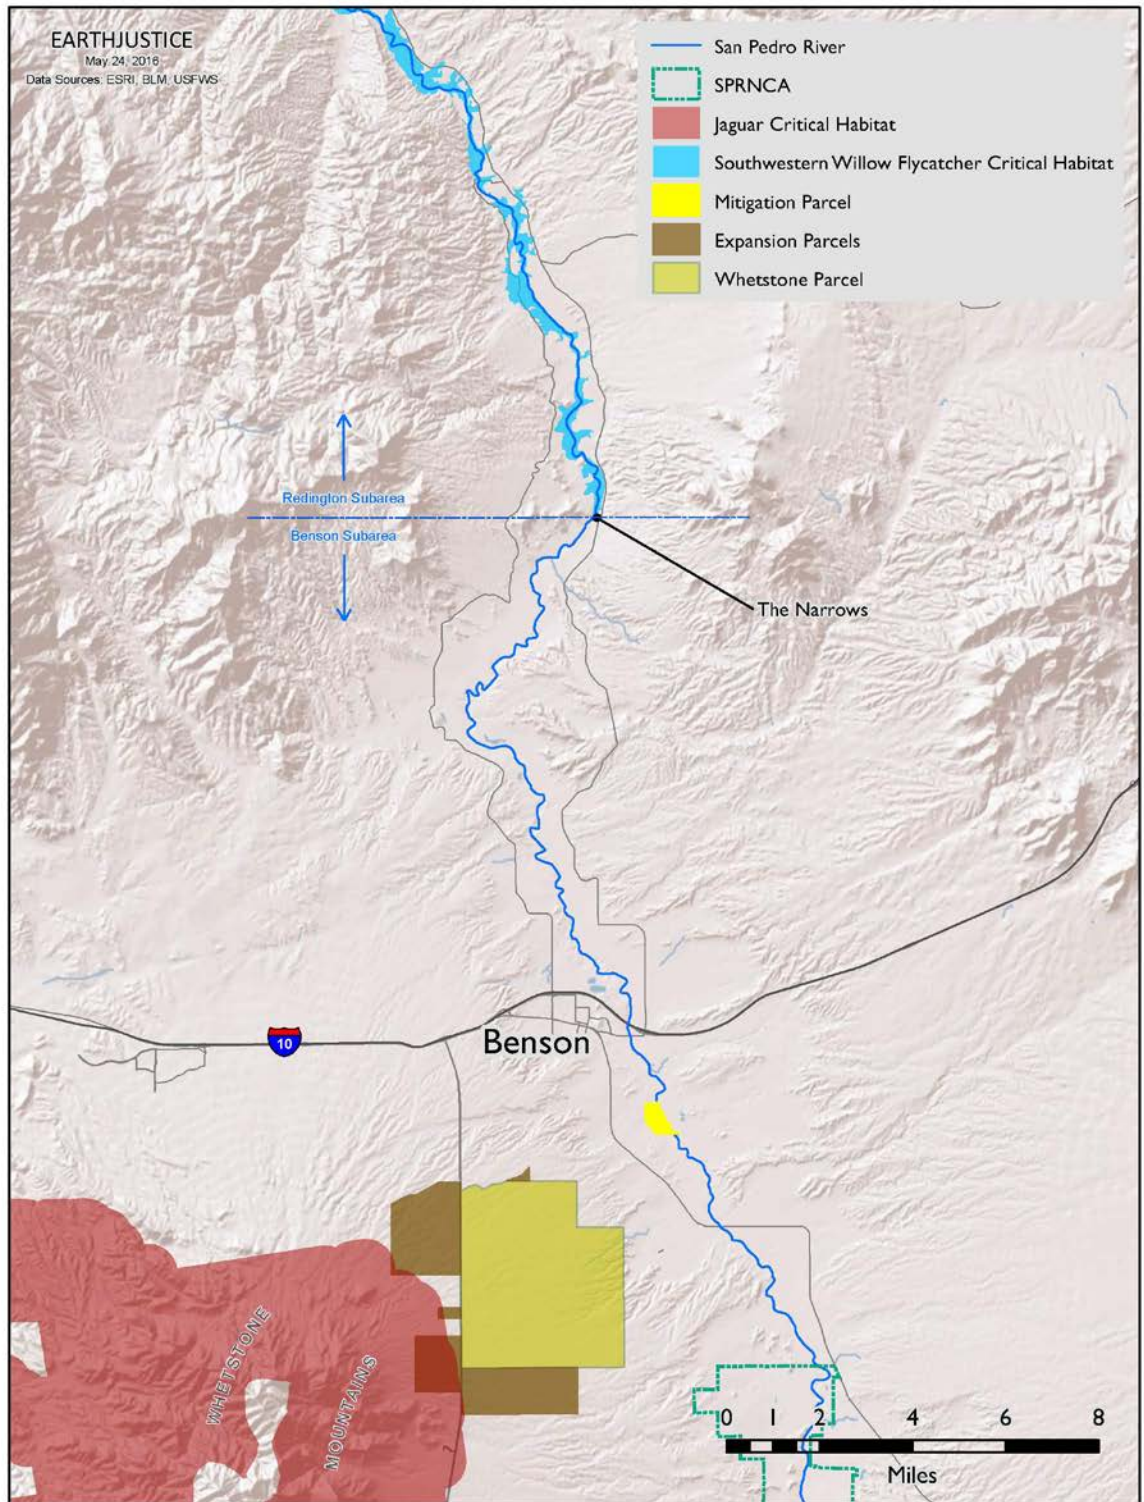 EARTHJUSTICE
May 24, 2016
Data Sources: ESRI, BLM, USFWS
San Pedro River
SPRNCA
Jaguar Critical Habitat
Southwestern Willow Flycatcher Critical Habitat
Mitigation Parcel
Expansion Parcels
Whetstone Parcel
Redington Subarea
Benson Subarea
The Narrows
10
Benson
WHETSTONE
MOUNTAINS
0 1 2 4 6 8
Miles